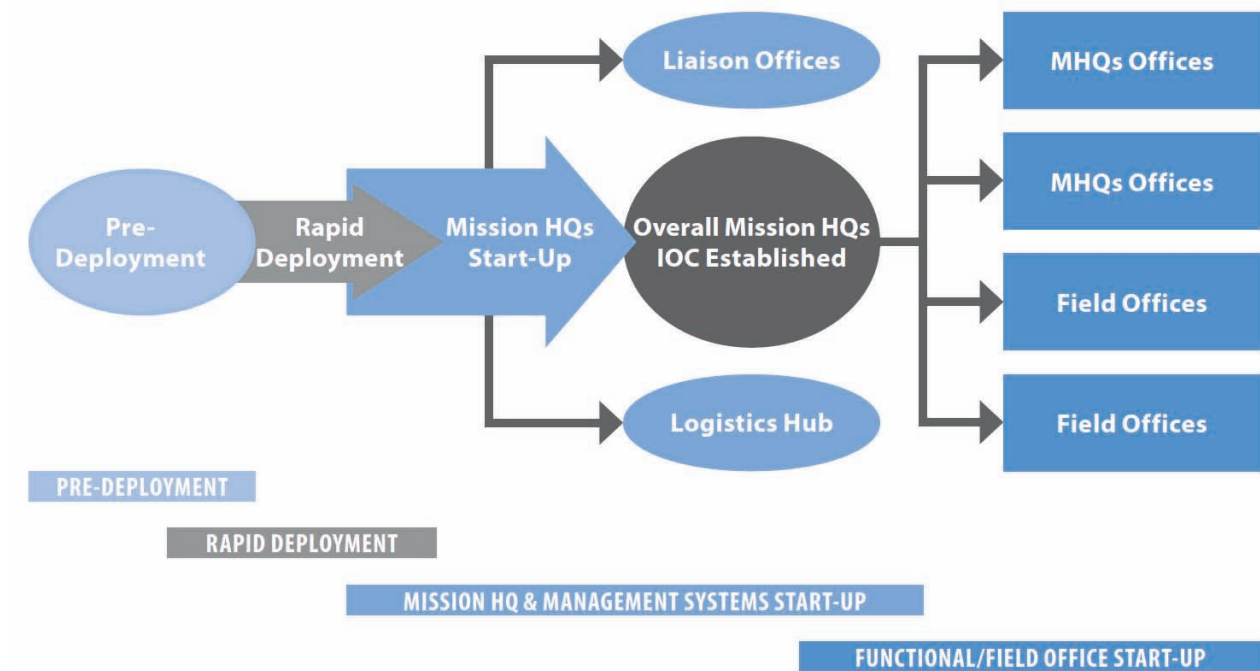 Liaison Offices
MHQs Offices
MHQs Offices
Pre-
Deployment
Rapid
Deployment
Mission HQs
Start-Up
Overall Mission HQs
IOC Established
Field Offices
Logistics Hub
Field Offices
PRE-DEPLOYMENT
RAPID DEPLOYMENT
MISSION HQ & MANAGEMENT SYSTEMS START-UP
FUNCTIONAL/FIELD OFFICE START-UP